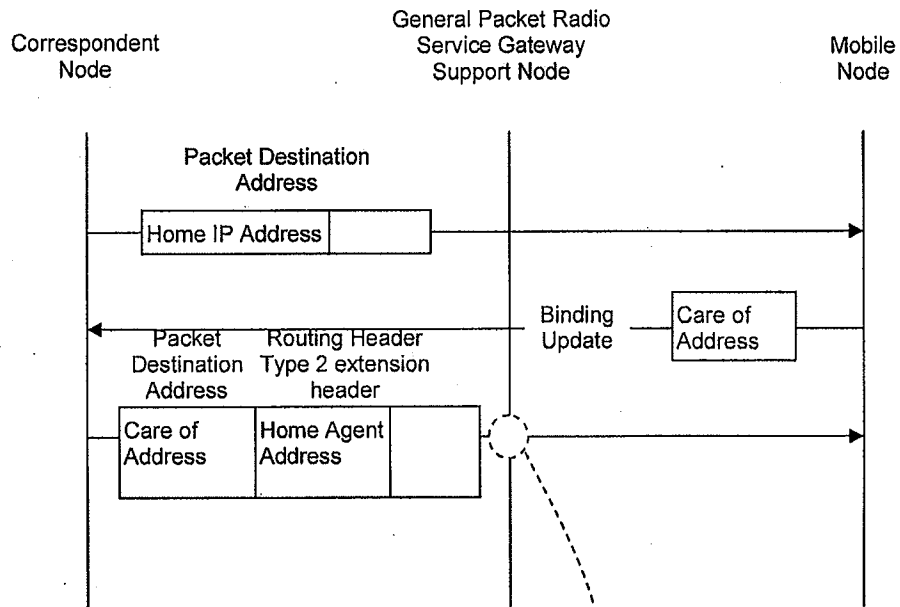 Correspondent
Node
General Packet Radio
Service Gateway
Support Node
Mobile
Node
Packet Destination
Address
Home IP Address
Binding
Update
Care of
Address
Packet
Destination
Address
Routing Header
Type 2 extension
header
Care of
Address
Home Agent
Address